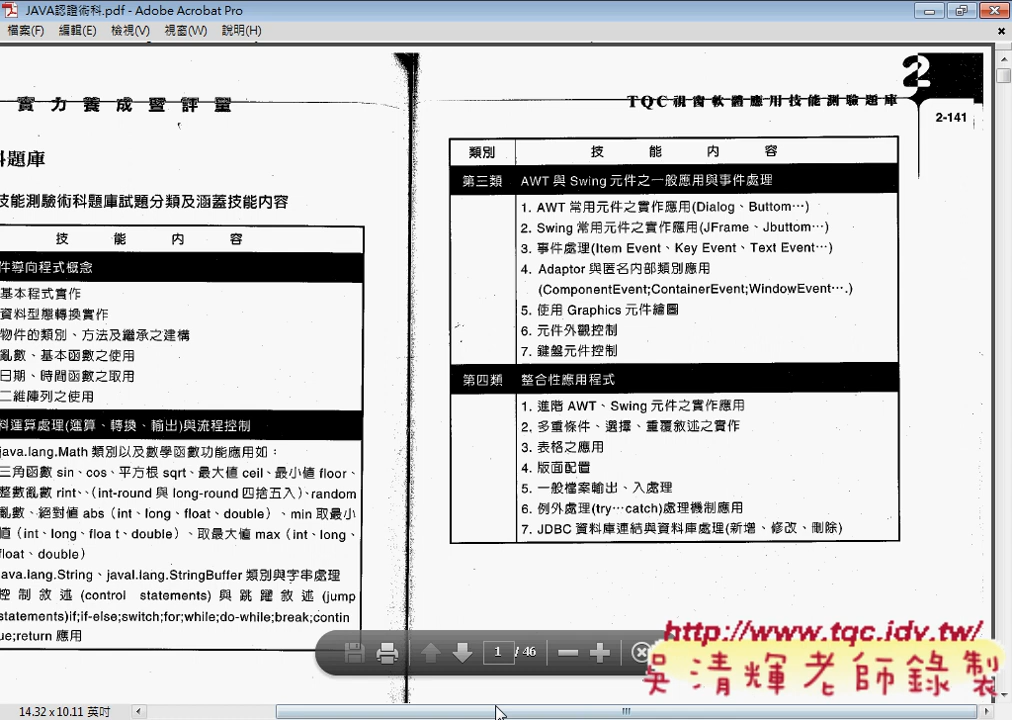 JAVA認證術科.pdf - Adobe Acrobat Pro
檔案(F) 編輯(E) 檢視(V) 視窗(W) 說明(H)
實力養成暨評量
科題庫
技能測驗術科題庫試題分類及涵蓋技能內容
技 能 內 容
件導向程式概念
基本程式實作
資料型態轉換實作
物件的類別、方法及繼承之建構
亂數、基本函數之使用
日期、時間函數之取用
二維陣列之使用
料運算處理(運算、轉換、輸出)與流程控制
java.lang.Math 類別以及數學函數功能應用如：
三角函數 sin、cos、平方根 sqrt、最大值 ceil、最小值 floor、
整數亂數 rint、、(int-round 與 long-round 四捨五入)、random
亂數、絕對值 abs（int、long、float、double）、min 取最小
值（int、long、floa t、double）、取最大值 max（int、long、
float、double）
java.lang.String、javal.lang.StringBuffer 類別與字串處理
控制敘述(control statements)與跳躍敘述(jump
statements)if;if-else;switch;for;while;do-while;break;contin
ue;return 應用
2
TQC視窗軟體應用技能測驗題庫
2-141
類別 技 能 內 容
第三類 AWT 與 Swing 元件之一般應用與事件處理
1. AWT 常用元件之實作應用(Dialog、Buttom…)
2. Swing 常用元件之實作應用(JFrame、Jbuttom…)
3. 事件處理(Item Event、Key Event、Text Event…)
4. Adaptor 與匿名內部類別應用
(ComponentEvent;ContainerEvent;WindowEvent….)
5. 使用 Graphics 元件繪圖
6. 元件外觀控制
7. 鍵盤元件控制
第四類 整合性應用程式
1. 進階 AWT、Swing 元件之實作應用
2. 多重條件、選擇、重覆敘述之實作
3. 表格之應用
4. 版面配置
5. 一般檔案輸出、入處理
6. 例外處理(try…catch)處理機制應用
7. JDBC 資料庫連結與資料庫處理(新增、修改、刪除)
1 / 46
http://www.tqc.idv.tw/
吳清輝老師錄製
14.32 x 10.11 英吋